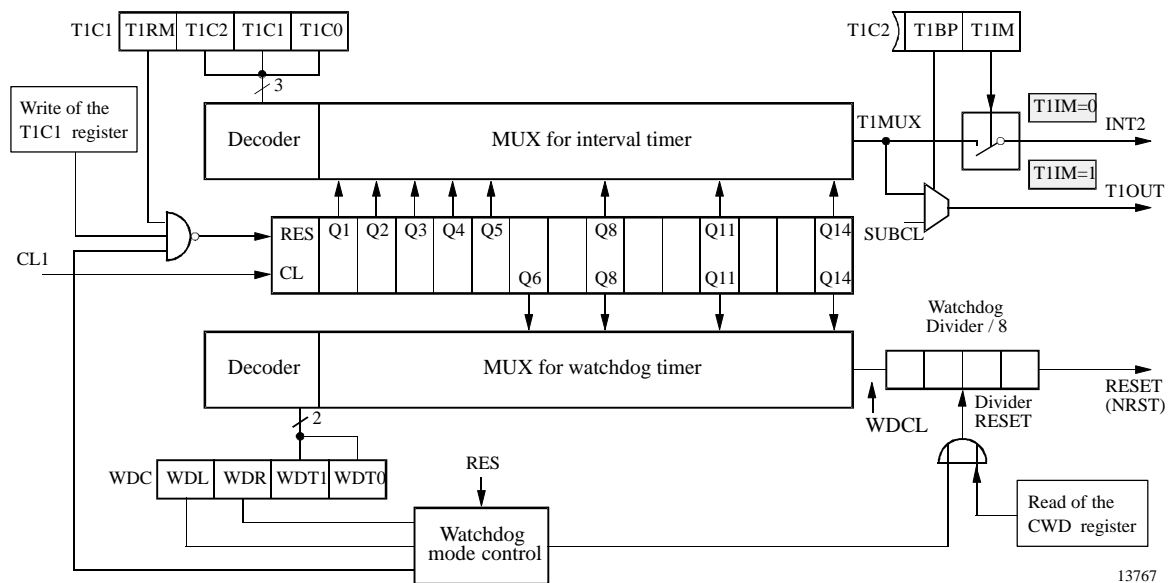 T1C1 T1RM T1C2 T1C1 T1C0
T1C2 T1BP T1IM
3
Write of the
T1C1 register
Decoder
MUX for interval timer
T1MUX
T1IM=0
INT2
T1IM=1
T1OUT
SUBCL
RES Q1 Q2 Q3 Q4 Q5 Q8 Q11 Q14
CL1
CL Q6 Q8 Q11 Q14
Watchdog
Divider / 8
Decoder
MUX for watchdog timer
RESET
(NRST)
Divider
RESET
WDCL
2
WDC WDL WDR WDT1 WDT0
RES
Watchdog
mode control
Read of the
CWD register
13767